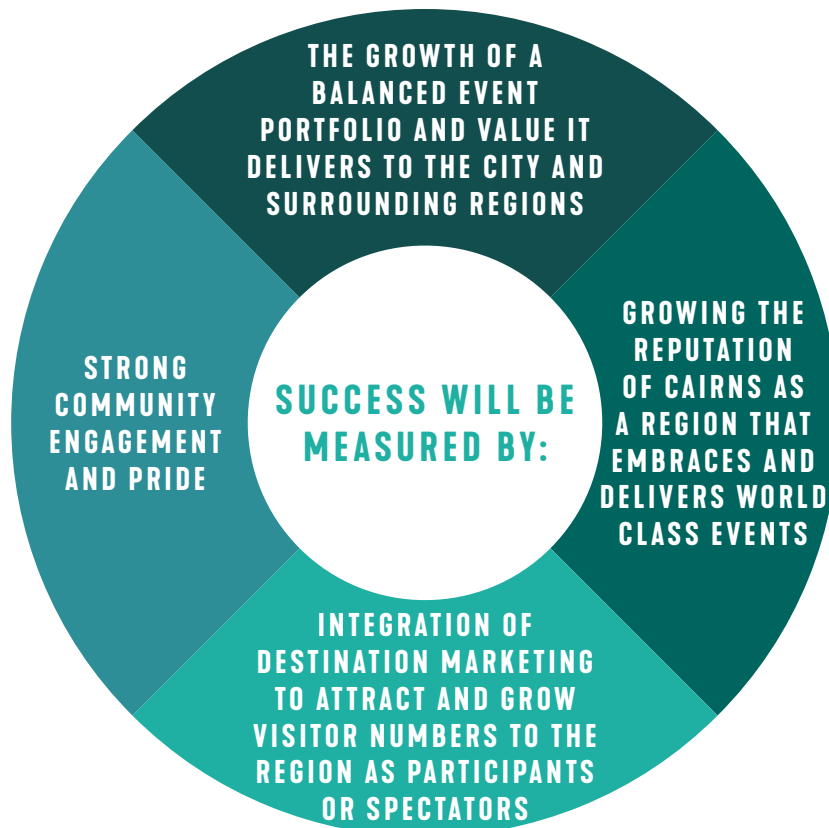 THE GROWTH OF A
BALANCED EVENT
PORTFOLIO AND VALUE IT
DELIVERS TO THE CITY AND
SURROUNDING REGIONS
GROWING THE
REPUTATION
OF CAIRNS AS
A REGION THAT
EMBRACES AND
DELIVERS WORLD
CLASS EVENTS
STRONG
COMMUNITY
ENGAGEMENT
AND PRIDE
SUCCESS WILL BE
MEASURED BY:
INTEGRATION OF
DESTINATION MARKETING
TO ATTRACT AND GROW
VISITOR NUMBERS TO THE
REGION AS PARTICIPANTS
OR SPECTATORS